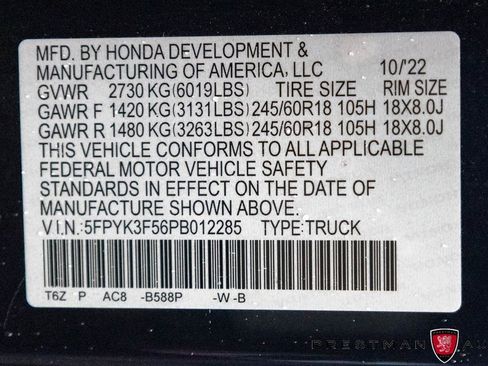 MFD. BY HONDA DEVELOPMENT &
MANUFACTURING OF AMERICA, LLC 10/'22
GVWR 2730 KG(6019LBS) TIRE SIZE RIM SIZE
GAWR F 1420 KG(3131LBS) 245/60R18 105H 18X8.0J
GAWR R 1480 KG(3263LBS) 245/60R18 105H 18X8.0J
THIS VEHICLE CONFORMS TO ALL APPLICABLE
FEDERAL MOTOR VEHICLE SAFETY
STANDARDS IN EFFECT ON THE DATE OF
MANUFACTURE SHOWN ABOVE.
V.I.N.:5FPYK3F56PB012285 TYPE:TRUCK
T6Z P AC8 -B588P -W -B
PRESTMAN AU